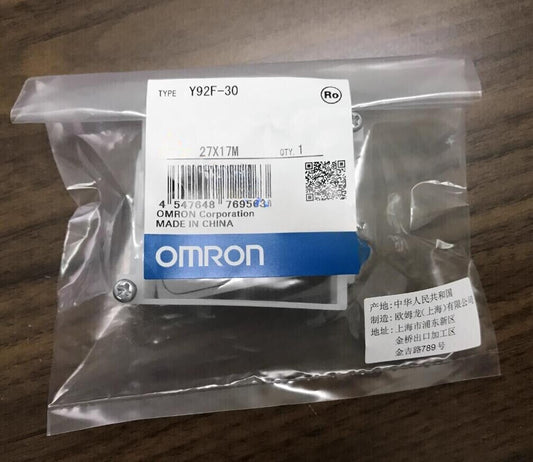 TYPE Y92F-30
Ro
27X17M QTY. 1
4 547648 769563
OMRON Corporation
MADE IN CHINA
OMRON
产地: 中华人民共和国
制造: 欧姆龙(上海)有限公司
地址: 上海市浦东新区
金桥出口加工区
金吉路789号